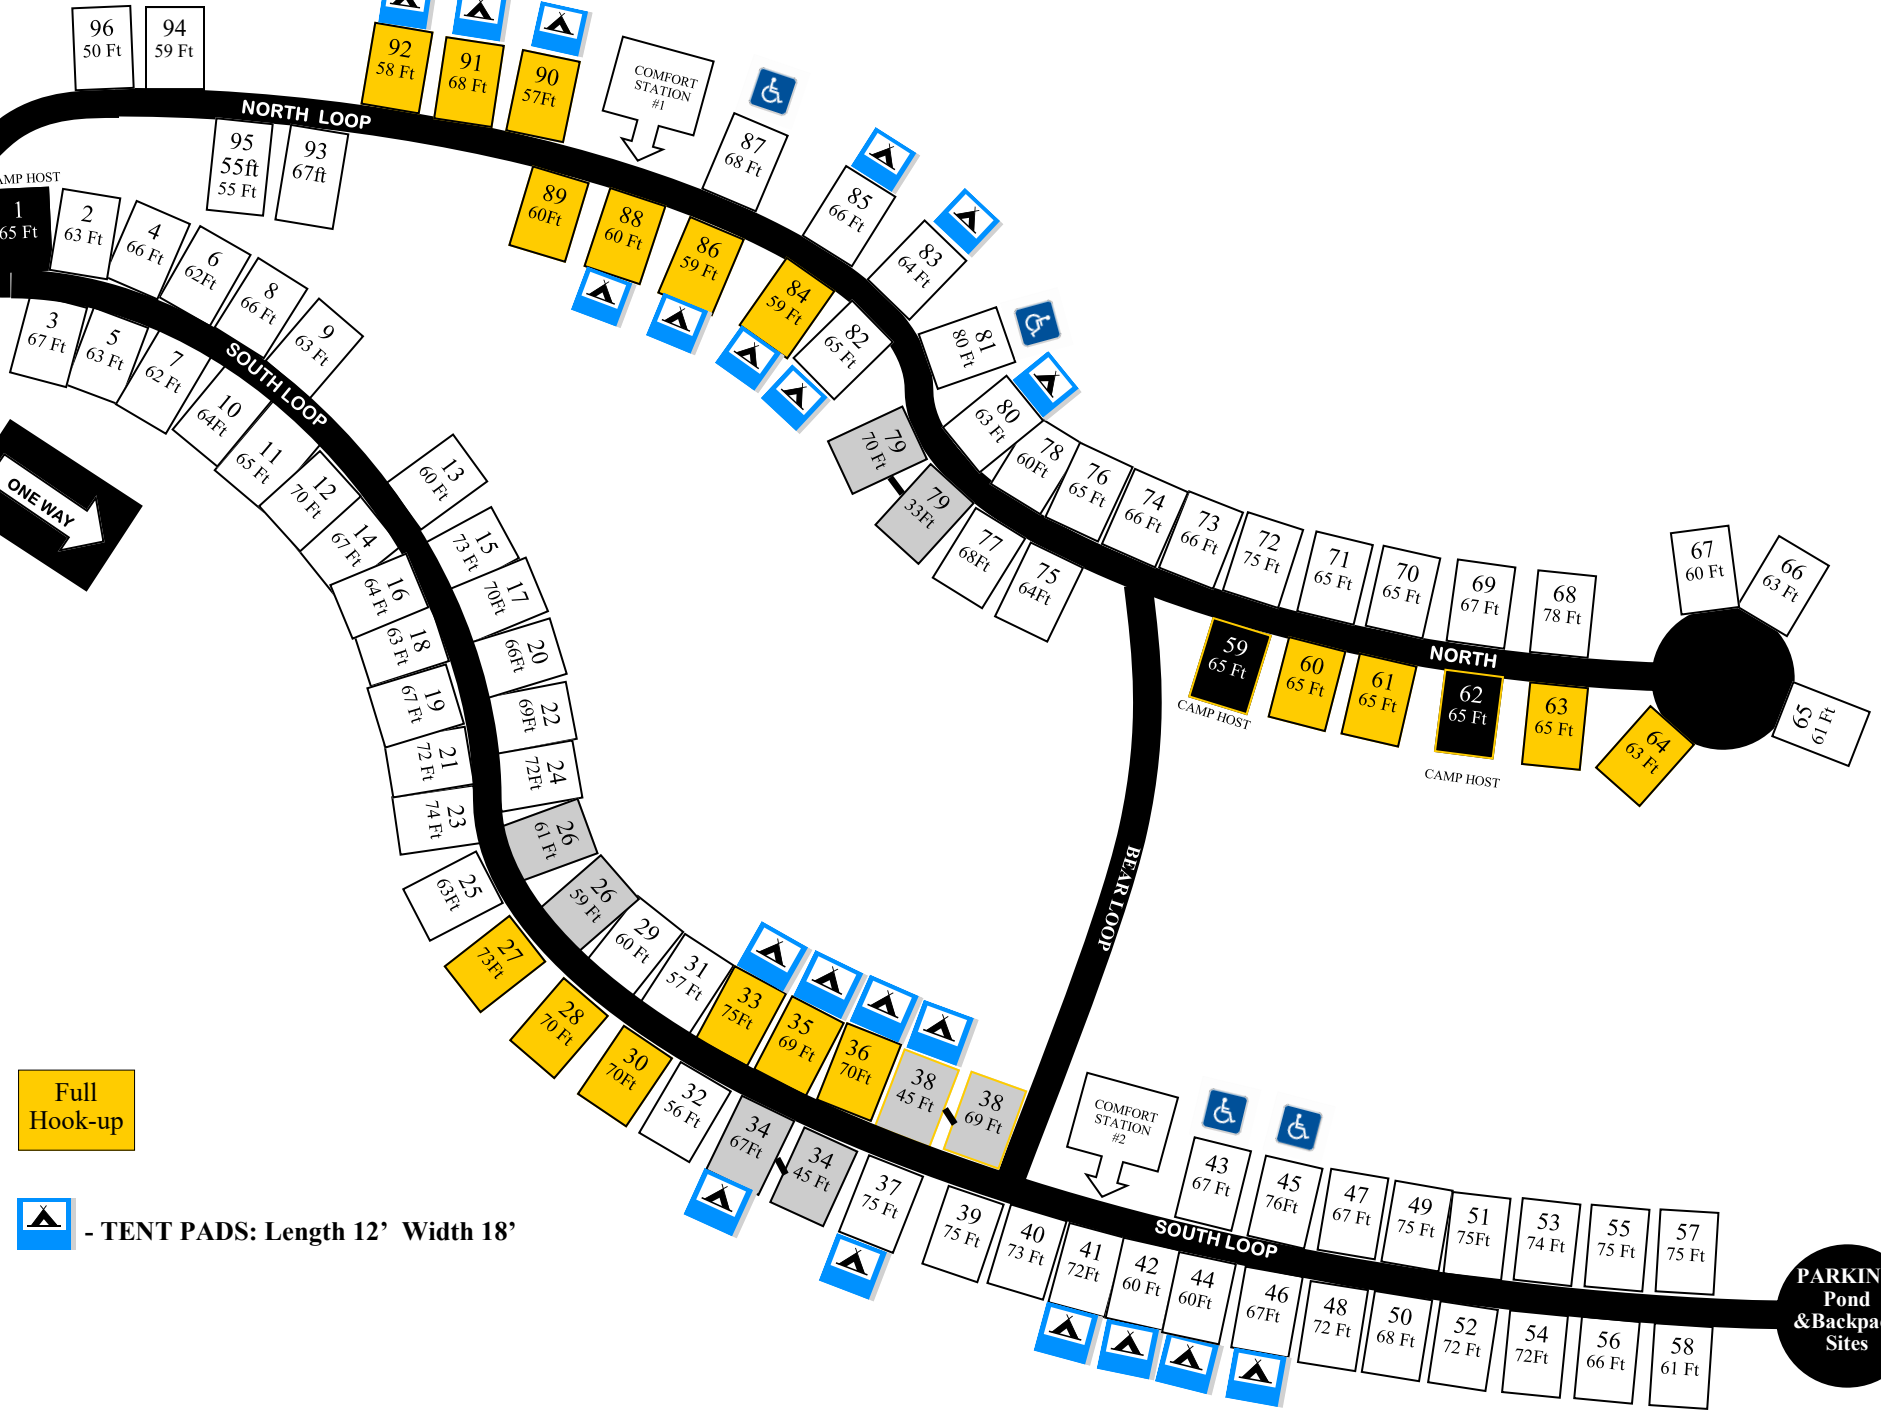 96
50 Ft
94
59 Ft
92
58 Ft
91
68 Ft
90
57Ft
COMFORT
STATION
#1
NORTH LOOP
95
55ft
55 Ft
93
67ft
87
68 Ft
85
66 Ft
83
64 Ft
89
60Ft
88
60 Ft
86
59 Ft
84
59 Ft
82
65 Ft
81
80 Ft
80
63 Ft
79
70 Ft
79
33Ft
78
60Ft
77
68Ft
76
65 Ft
75
64Ft
74
66 Ft
73
66 Ft
72
75 Ft
71
65 Ft
70
65 Ft
69
67 Ft
68
78 Ft
67
60 Ft
66
63 Ft
65
61 Ft
64
63 Ft
63
65 Ft
62
65 Ft
CAMP HOST
61
65 Ft
60
65 Ft
59
65 Ft
CAMP HOST
NORTH
AMP HOST
1
65 Ft
2
63 Ft
4
66 Ft
6
62Ft
8
66 Ft
9
63 Ft
3
67 Ft
5
63 Ft
7
62 Ft
SOUTH LOOP
10
64Ft
11
65 Ft
12
70 Ft
13
60 Ft
14
67 Ft
15
73 Ft
16
64 Ft
17
70Ft
18
63 Ft
20
66Ft
19
67 Ft
22
69Ft
21
72 Ft
24
72Ft
23
74 Ft
26
61 Ft
25
63Ft
26
59 Ft
27
73Ft
29
60 Ft
28
70 Ft
31
57 Ft
30
70Ft
33
75Ft
32
56 Ft
35
69 Ft
34
67Ft
36
70Ft
34
45 Ft
38
45 Ft
38
69 Ft
37
75 Ft
ONE WAY
BEAR LOOP
COMFORT
STATION
#2
SOUTH LOOP
39
75 Ft
40
73 Ft
41
72Ft
42
60 Ft
44
60Ft
46
67Ft
48
72 Ft
50
68 Ft
52
72 Ft
54
72Ft
56
66 Ft
58
61 Ft
43
67 Ft
45
76Ft
47
67 Ft
49
75 Ft
51
75Ft
53
74 Ft
55
75 Ft
57
75 Ft
PARKIN
Pond
&Backpa
Sites
Full
Hook-up
- TENT PADS: Length 12’ Width 18’